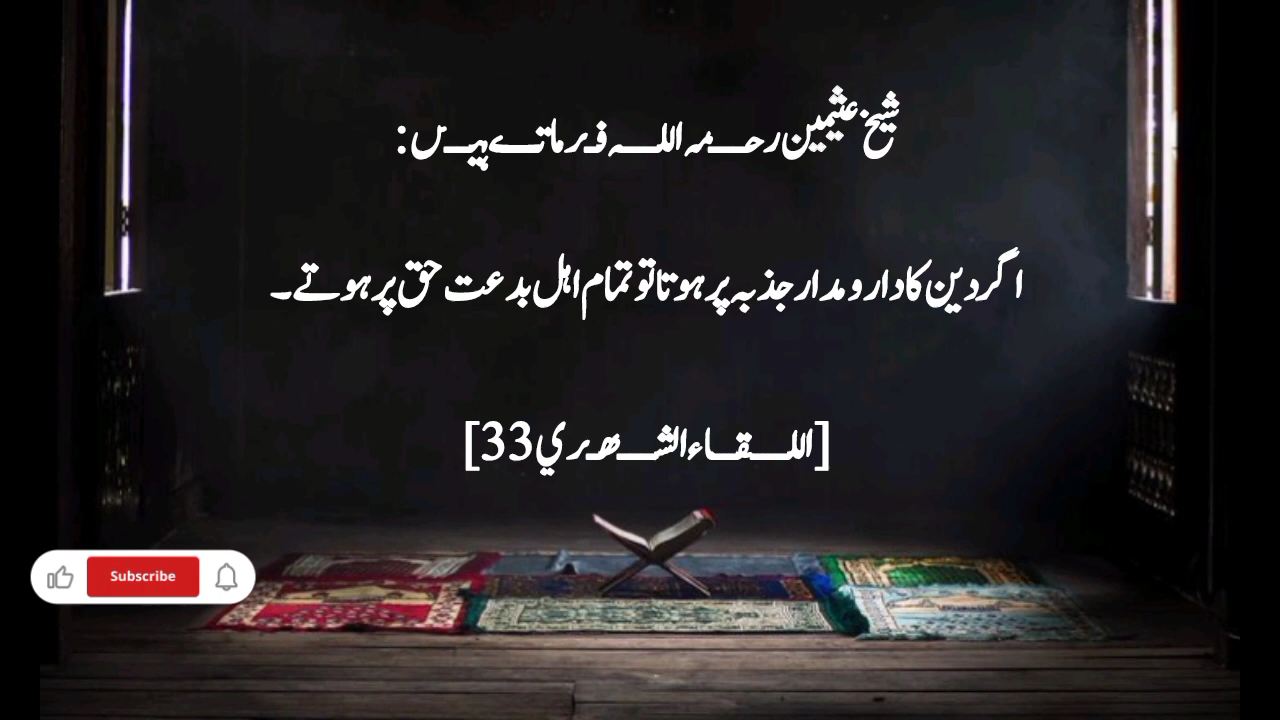 شیخ عثیمین رحمہ اللہ فرماتے ہیں:
اگر دین کا دارومدار جذبہ پر ہوتا تو تمام اہل بدعت حق پر ہوتے۔
[اللقاء الشھري 33]
Subscribe